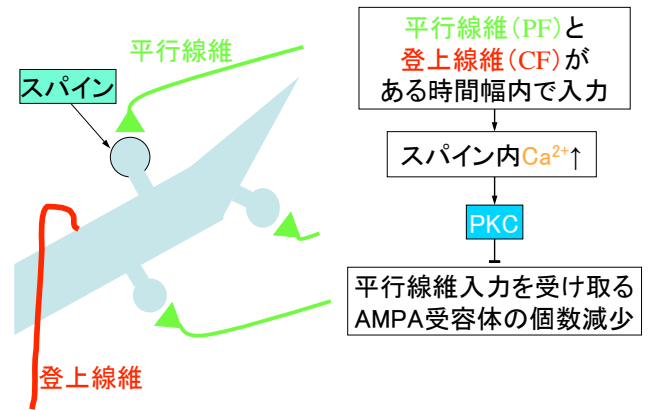 平行線維
スパイン
登上線維
平行線維(PF)と
登上線維(CF)が
ある時間幅内で入力
スパイン内Ca²⁺↑
PKC
平行線維入力を受け取る
AMPA受容体の個数減少